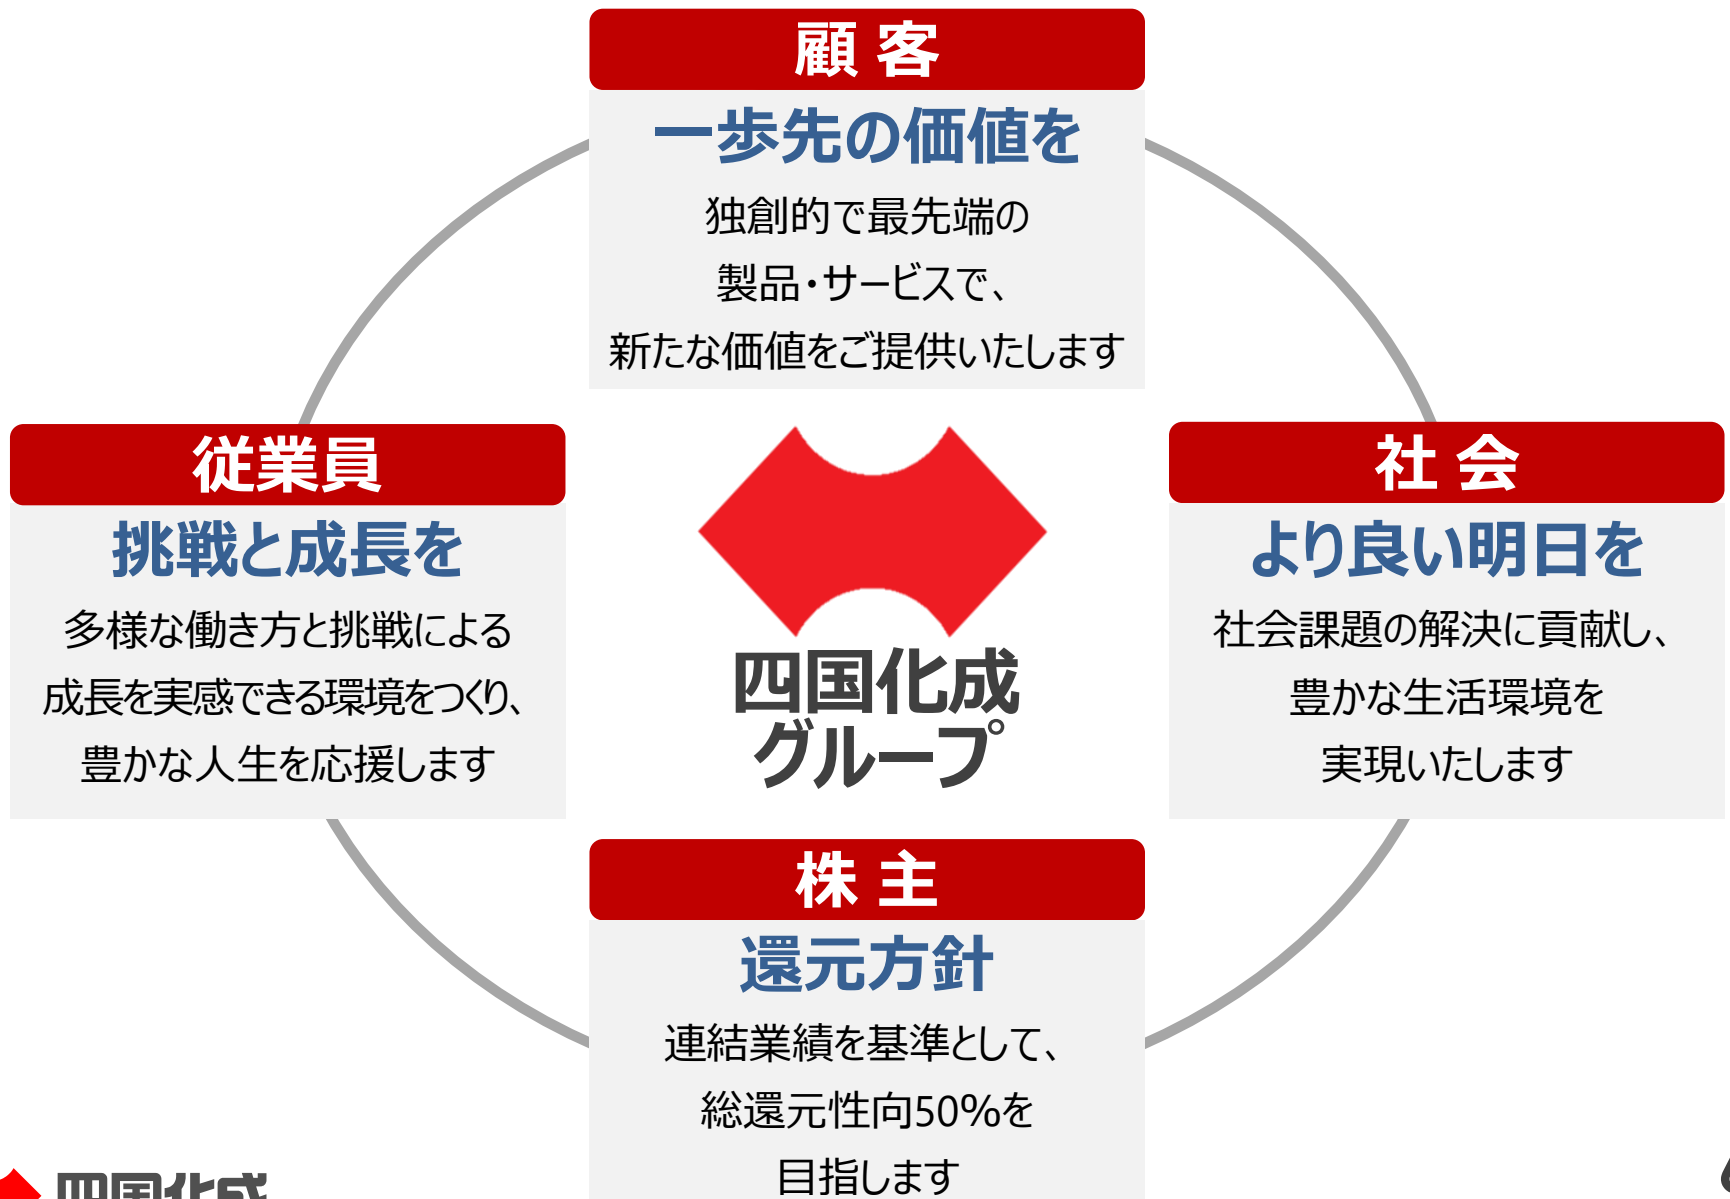 顧 客
一歩先の価値を
独創的で最先端の
製品・サービスで、
新たな価値をご提供いたします
従業員
挑戦と成長を
多様な働き方と挑戦による
成長を実感できる環境をつくり、
豊かな人生を応援します
四国化成
グループ
社 会
より良い明日を
社会課題の解決に貢献し、
豊かな生活環境を
実現いたします
株 主
還元方針
連結業績を基準として、
総還元性向50%を
目指します
四国化成